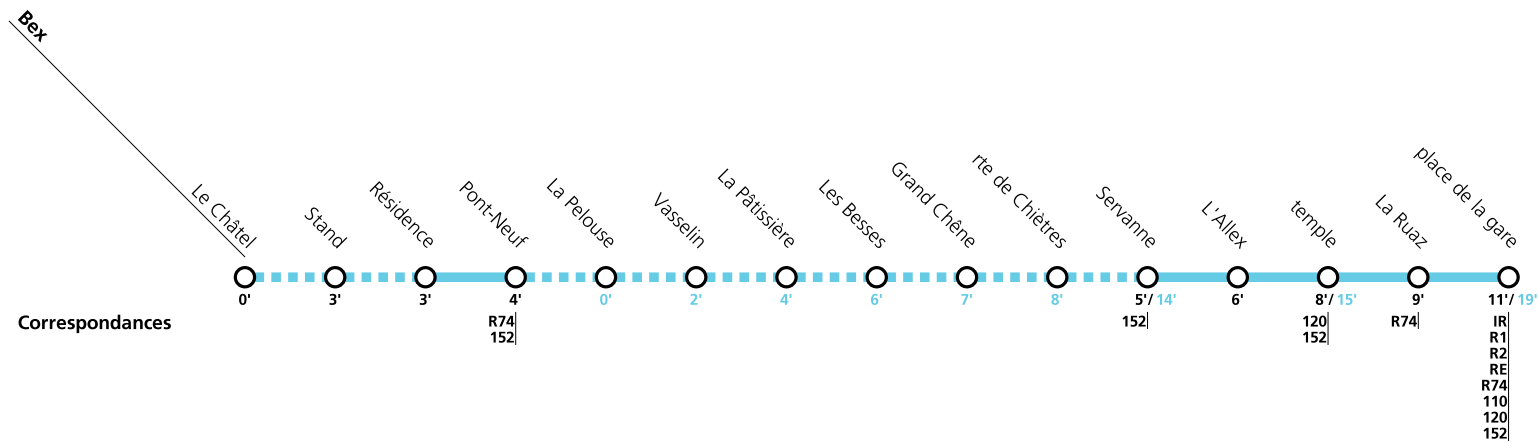 Bex
Le Châtel
Stand
Résidence
Pont-Neuf
La Pelouse
Vasselin
La Pâtissière
Les Besses
Grand Chêne
rte de Chiètres
Servanne
L'Allex
temple
La Ruaz
place de la gare
0' 3' 3' 4' 0' 2' 4' 6' 7' 8' 5'/ 14' 6' 8'/ 15' 9' 11'/ 19'
Correspondances
R74
152
152
120
152
R74
IR
R1
R2
RE
R74
110
120
152